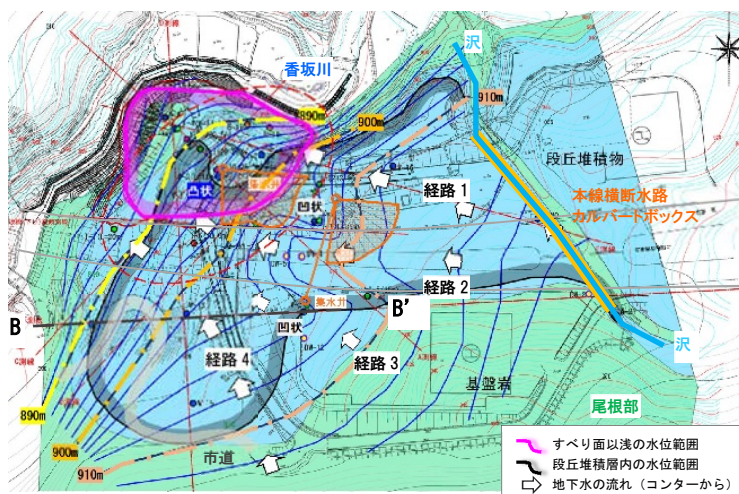 沢
香坂川
890m
900m
910m
段丘堆積物
経路 1
集水井
凸状
凹状
本線横断水路
カルバートボックス
経路 2
B
B'
集水井
凹状
経路 4
経路 3
沢
基盤岩
尾根部
890m
900m
910m
市道
すべり面以浅の水位範囲
段丘堆積層内の水位範囲
地下水の流れ（コンターから）